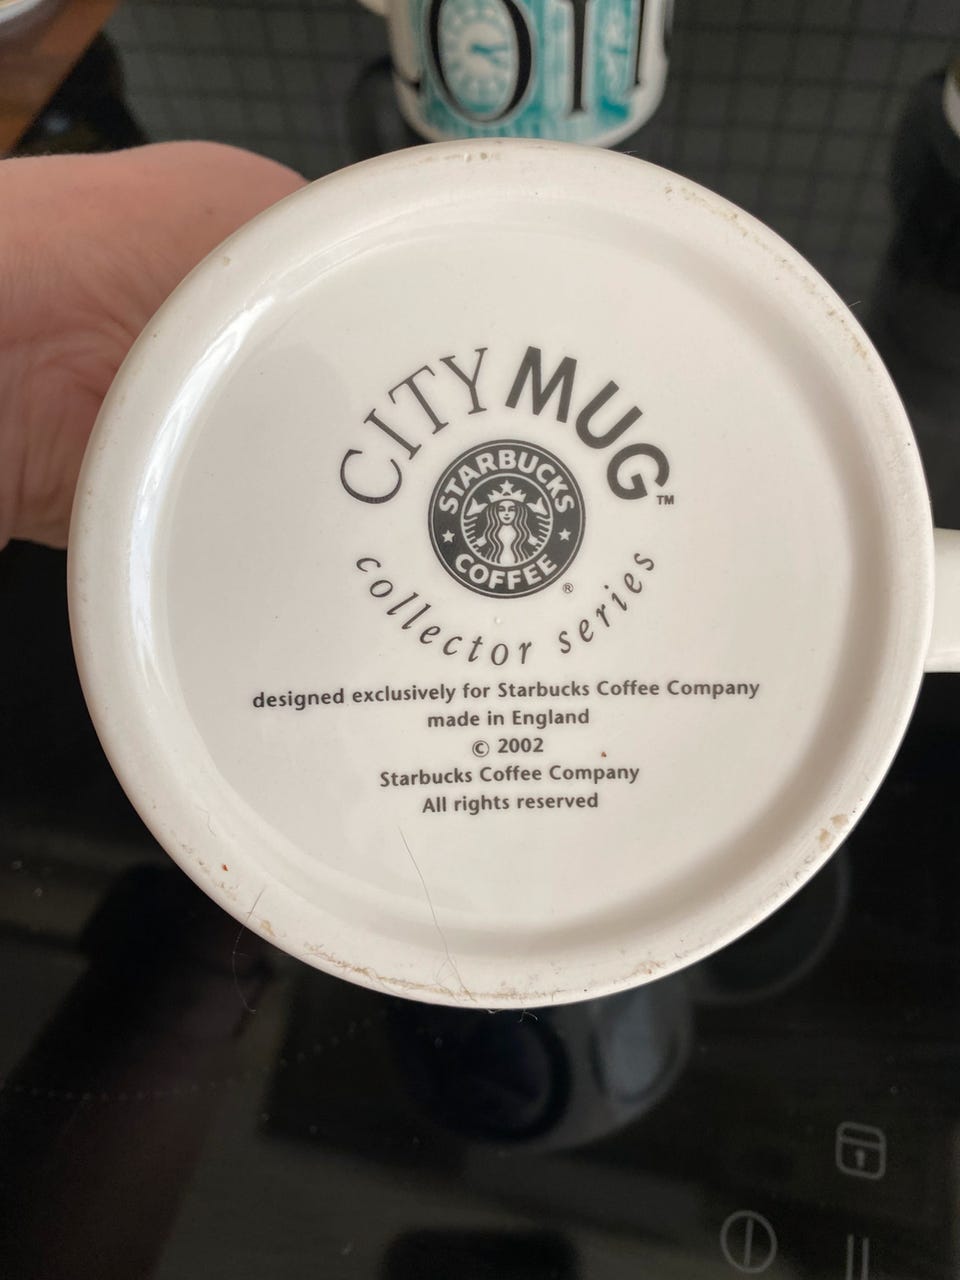 CITY MUG™
STARBUCKS
COFFEE
®
collector series
designed exclusively for Starbucks Coffee Company
made in England
© 2002
Starbucks Coffee Company
All rights reserved